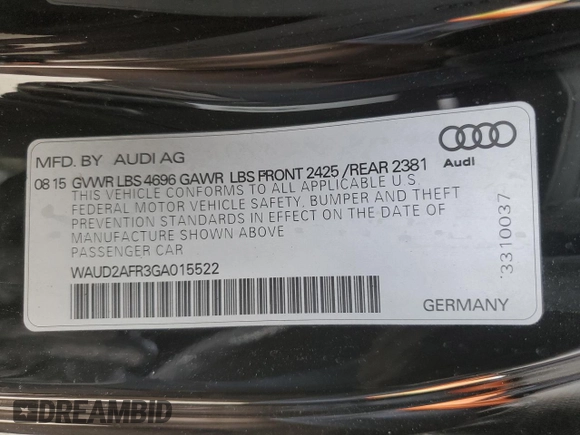 MFD. BY AUDI AG
Audi
08 15 GVWR LBS 4696 GAWR LBS FRONT 2425 /REAR 2381
THIS VEHICLE CONFORMS TO ALL APPLICABLE U S
FEDERAL MOTOR VEHICLE SAFETY, BUMPER AND THEFT
PREVENTION STANDARDS IN EFFECT ON THE DATE OF
MANUFACTURE SHOWN ABOVE
PASSENGER CAR
WAUD2AFR3GA015522
3310037
GERMANY
DREAMBID